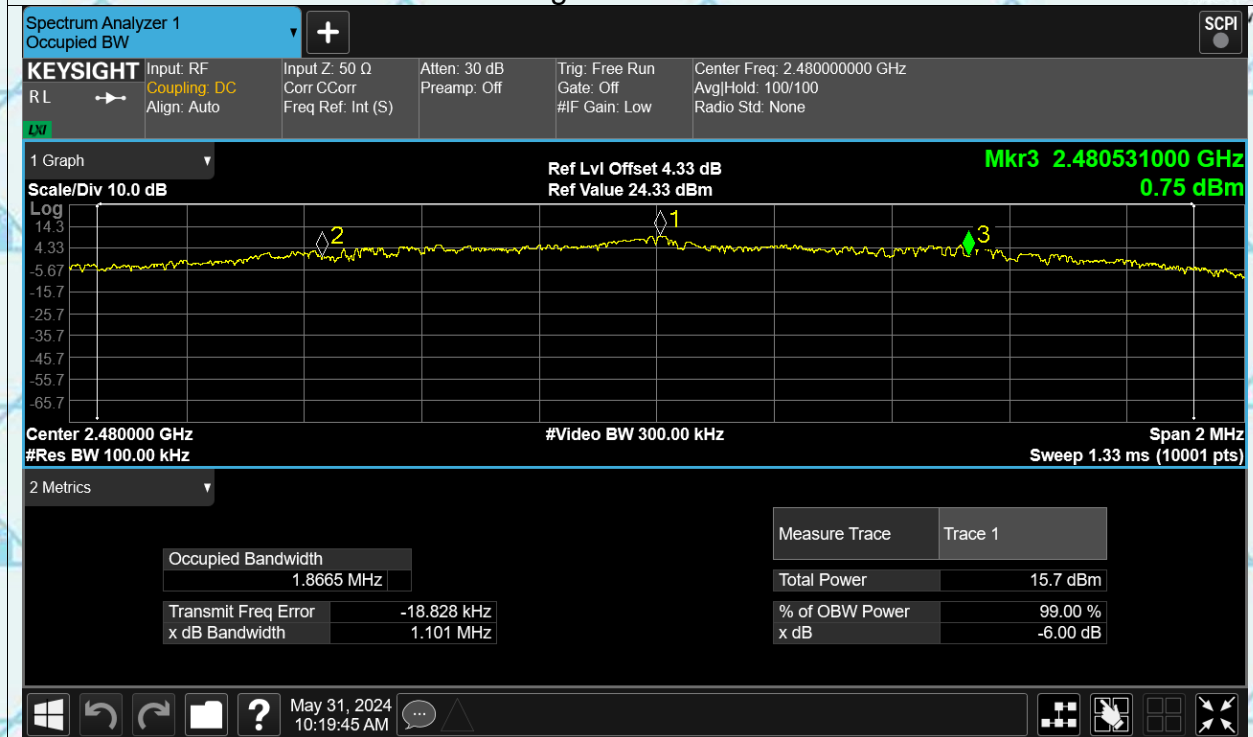 Spectrum Analyzer 1
Occupied BW
▼
+
SCPI
KEYSIGHT
RL
LXI
Input: RF
Coupling: DC
Align: Auto
Input Z: 50 Ω
Corr CCorr
Freq Ref: Int (S)
Atten: 30 dB
Preamp: Off
Trig: Free Run
Gate: Off
#IF Gain: Low
Center Freq: 2.480000000 GHz
Avg|Hold: 100/100
Radio Std: None
1 Graph ▼
Scale/Div 10.0 dB
Ref Lvl Offset 4.33 dB
Ref Value 24.33 dBm
Mkr3 2.480531000 GHz
0.75 dBm
Log
14.3
4.33
-5.67
-15.7
-25.7
-35.7
-45.7
-55.7
-65.7
2
1
3
Center 2.480000 GHz
#Res BW 100.00 kHz
#Video BW 300.00 kHz
Span 2 MHz
Sweep 1.33 ms (10001 pts)
2 Metrics ▼
Occupied Bandwidth
1.8665 MHz
Transmit Freq Error -18.828 kHz
x dB Bandwidth 1.101 MHz
Measure Trace Trace 1
Total Power 15.7 dBm
% of OBW Power 99.00 %
x dB -6.00 dB
?
May 31, 2024
10:19:45 AM